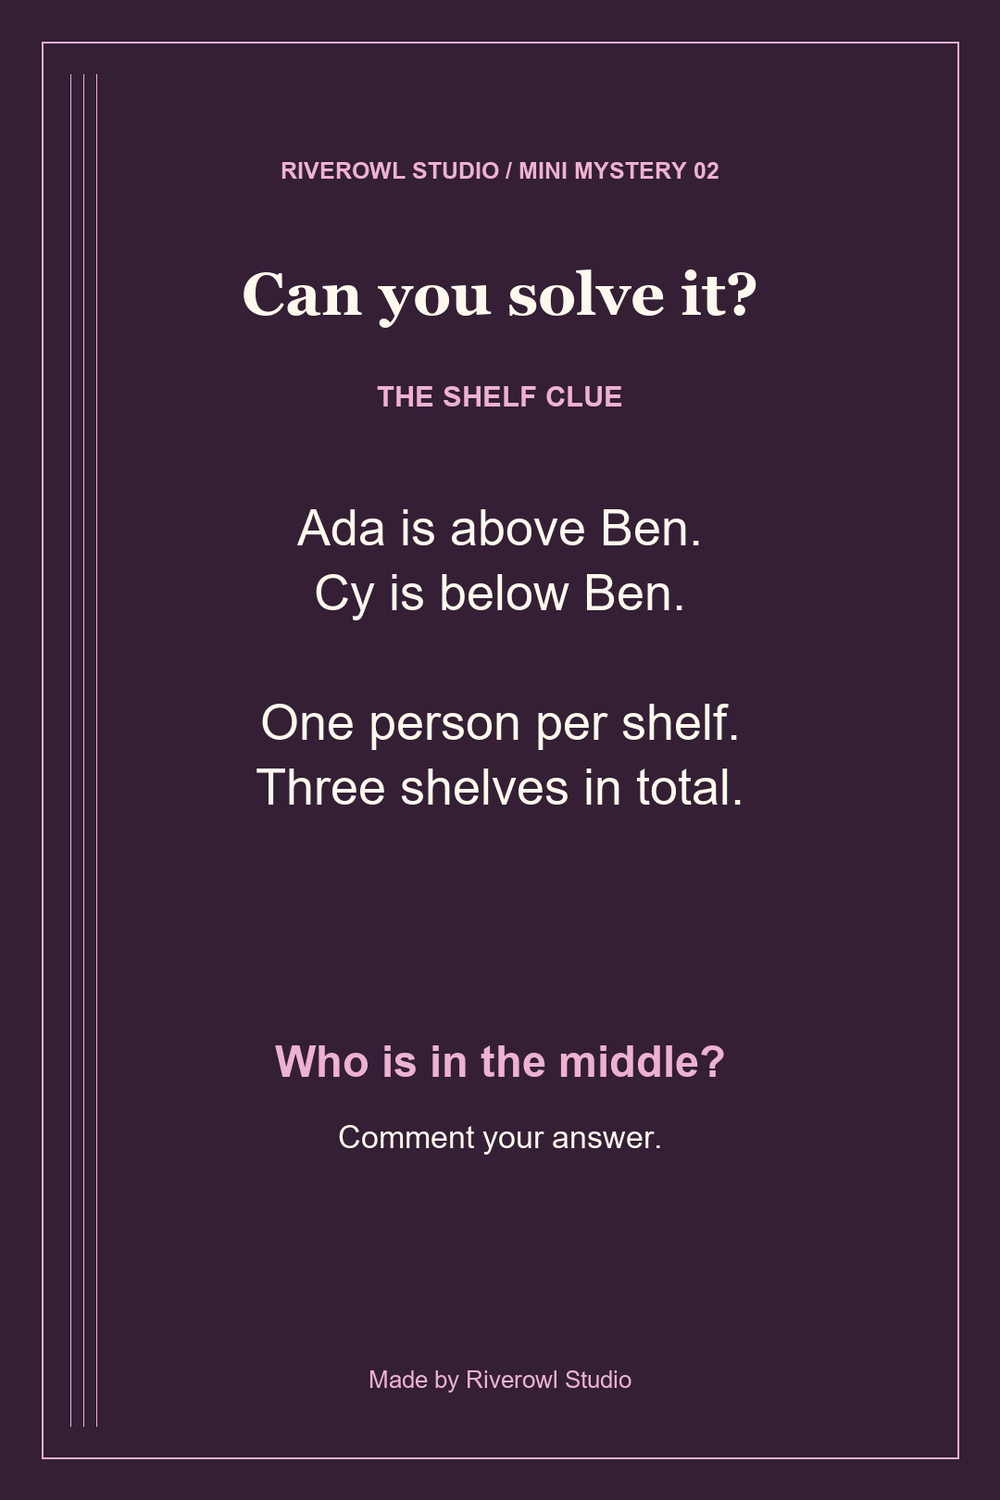 RIVEROWL STUDIO / MINI MYSTERY 02
Can you solve it?
THE SHELF CLUE
Ada is above Ben.
Cy is below Ben.
One person per shelf.
Three shelves in total.
Who is in the middle?
Comment your answer.
Made by Riverowl Studio